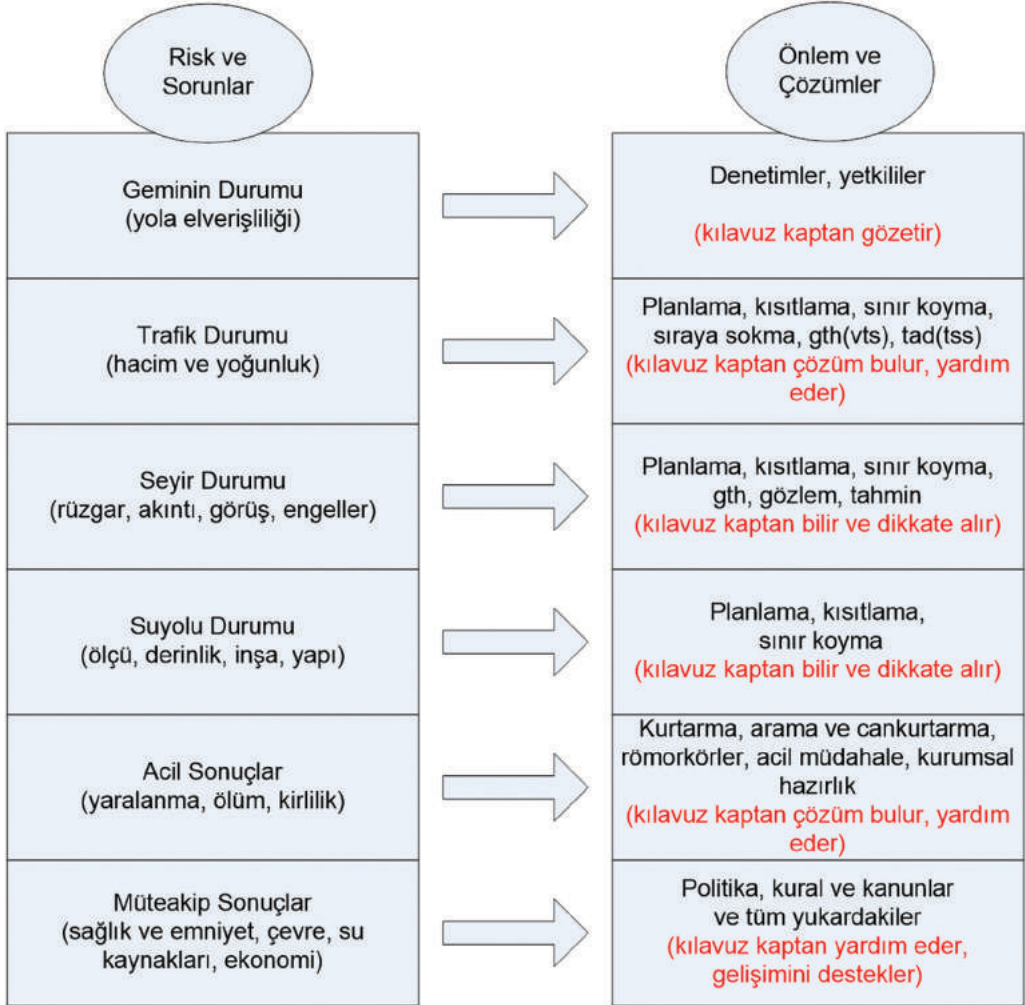 Risk ve
Sorunlar
Önlem ve
Çözümler
Geminin Durumu
(yola elverişliliği)
Denetimler, yetkililer
(kılavuz kaptan gözetir)
Trafik Durumu
(hacim ve yoğunluk)
Planlama, kısıtlama, sınır koyma,
sıraya sokma, gth(vts), tad(tss)
(kılavuz kaptan çözüm bulur, yardım
eder)
Seyir Durumu
(rüzgar, akıntı, görüş, engeller)
Planlama, kısıtlama, sınır koyma,
gth, gözlem, tahmin
(kılavuz kaptan bilir ve dikkate alır)
Suyolu Durumu
(ölçü, derinlik, inşa, yapı)
Planlama, kısıtlama,
sınır koyma
(kılavuz kaptan bilir ve dikkate alır)
Acil Sonuçlar
(yaralanma, ölüm, kirlilik)
Kurtarma, arama ve cankurtarma,
römorkörler, acil müdahale, kurumsal
hazırlık
(kılavuz kaptan çözüm bulur, yardım
eder)
Müteakip Sonuçlar
(sağlık ve emniyet, çevre, su
kaynakları, ekonomi)
Politika, kural ve kanunlar
ve tüm yukardakiler
(kılavuz kaptan yardım eder,
gelişimini destekler)